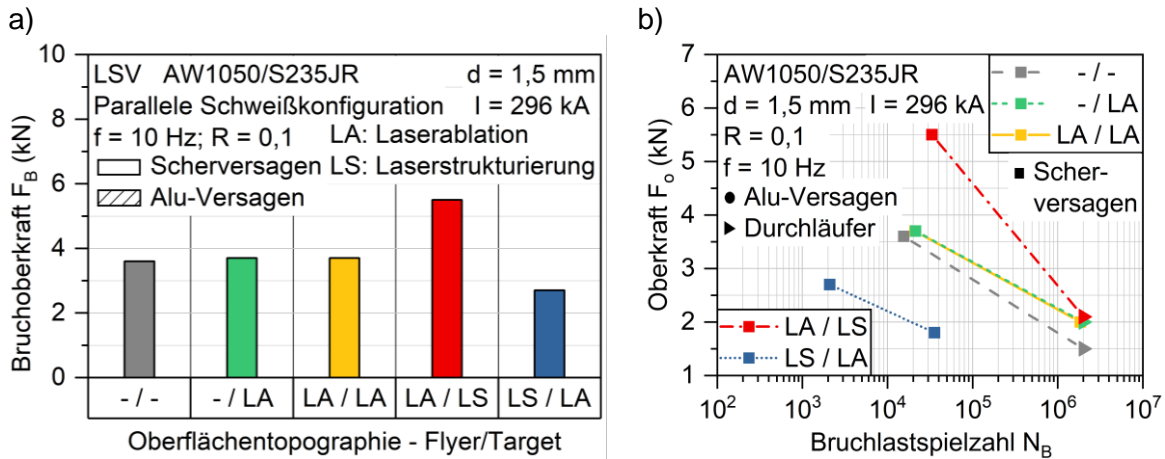 a)
Bruchoberkraft F_B (kN)
10
8
6
4
2
0
LSV AW1050/S235JR d = 1,5 mm
Parallele Schweißkonfiguration I = 296 kA
f = 10 Hz; R = 0,1 LA: Laserablation
Scherversagen LS: Laserstrukturierung
Alu-Versagen
- / - - / LA LA / LA LA / LS LS / LA
Oberflächentopographie - Flyer/Target
b)
Oberkraft F_o (kN)
7
6
5
4
3
2
1
AW1050/S235JR
d = 1,5 mm I = 296 kA
R = 0,1
f = 10 Hz
Alu-Versagen
Durchläufer
- / -
- / LA
LA / LA
Scher-
versagen
LA / LS
LS / LA
10^2 10^3 10^4 10^5 10^6 10^7
Bruchlastspielzahl N_B